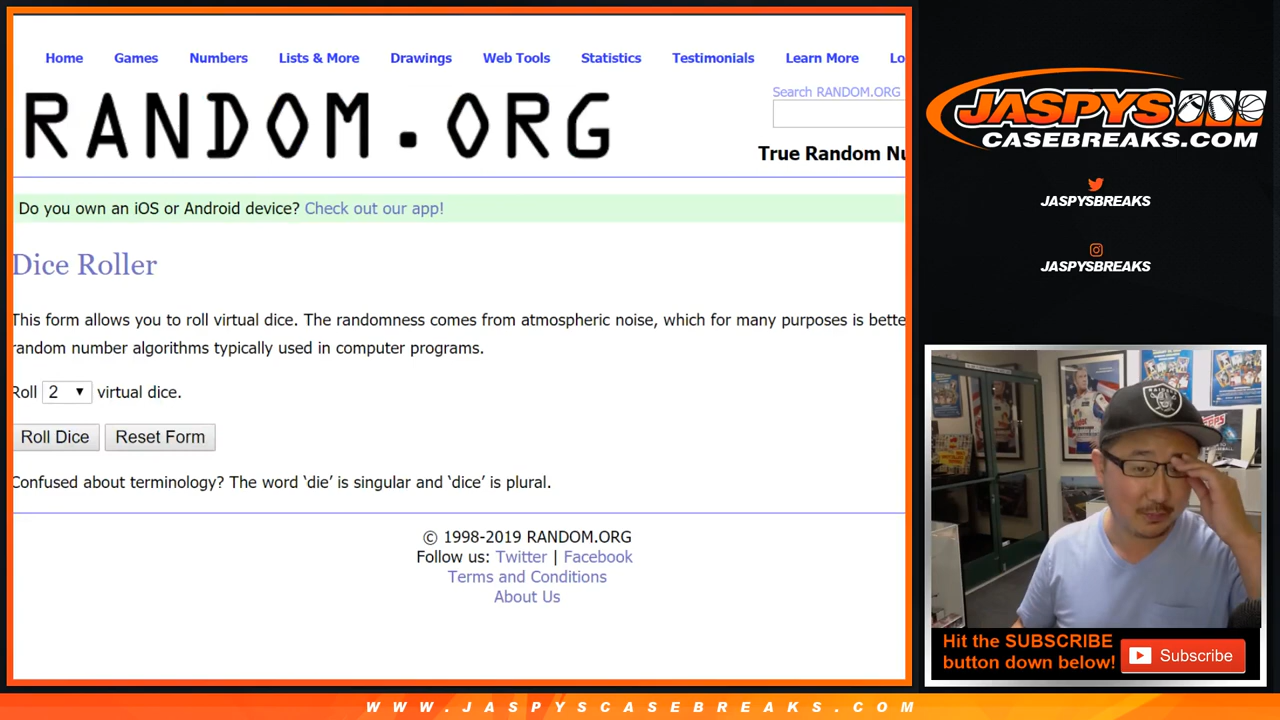 Home Games Numbers Lists & More Drawings Web Tools Statistics Testimonials Learn More Lo
RANDOM.ORG
Search RANDOM.ORG
True Random Nu
Do you own an iOS or Android device? Check out our app!
Dice Roller
This form allows you to roll virtual dice. The randomness comes from atmospheric noise, which for many purposes is bette
random number algorithms typically used in computer programs.
Roll 2 virtual dice.
Roll Dice Reset Form
Confused about terminology? The word ‘die’ is singular and ‘dice’ is plural.
© 1998-2019 RANDOM.ORG
Follow us: Twitter | Facebook
Terms and Conditions
About Us
JASPYS
CASEBREAKS.COM
JASPYSBREAKS
JASPYSBREAKS
RAIDERS
TOPPS
Hit the SUBSCRIBE
button down below!
Subscribe
WWW.JASPYSCASEBREAKS.COM